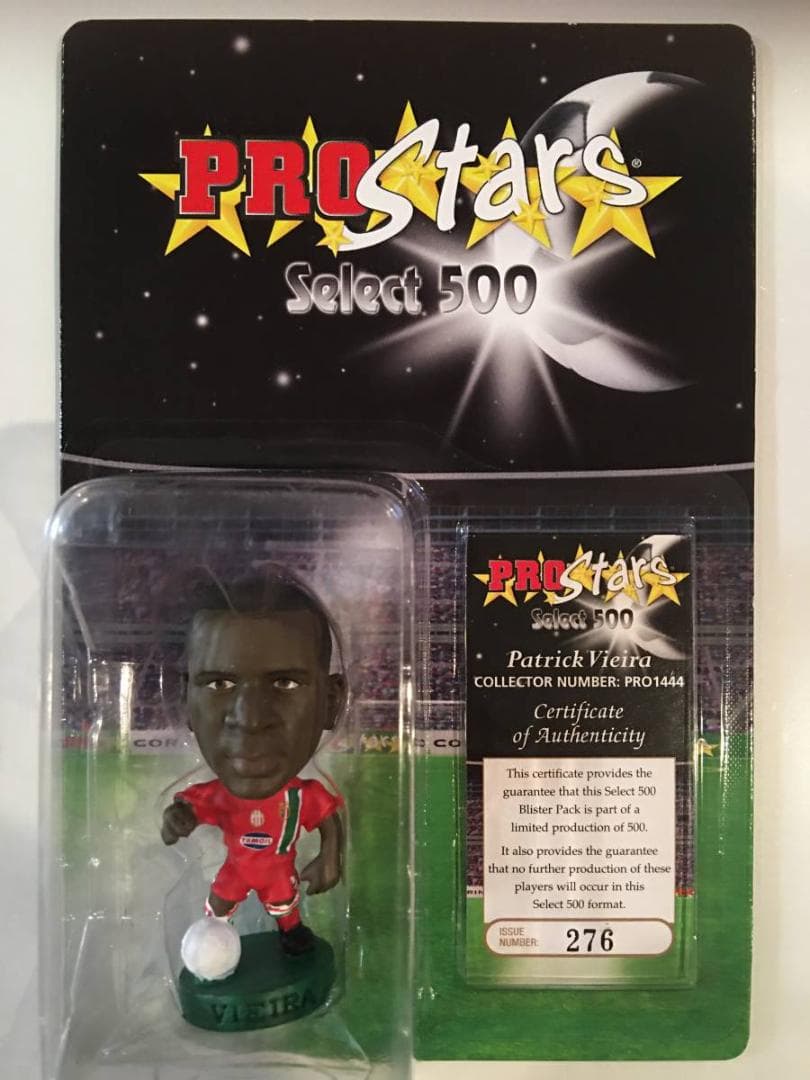 PROStars®
Select 500
PROStars
Select 500
Patrick Vieira
COLLECTOR NUMBER: PRO1444
Certificate
of Authenticity
This certificate provides the
guarantee that this Select 500
Blister Pack is part of a
limited production of 500.
It also provides the guarantee
that no further production of these
players will occur in this
Select 500 format.
ISSUE
NUMBER: 276
TAMOIL
VIEIRA